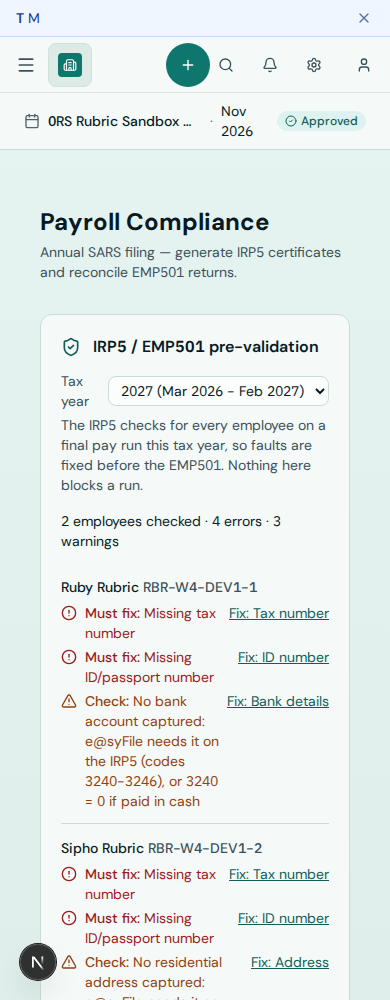 T M
0RS Rubric Sandbox ...
·
Nov
2026
Approved
Payroll Compliance
Annual SARS filing — generate IRP5 certificates
and reconcile EMP501 returns.
IRP5 / EMP501 pre-validation
Tax
year
2027 (Mar 2026 - Feb 2027)
The IRP5 checks for every employee on a
final pay run this tax year, so faults are
fixed before the EMP501. Nothing here
blocks a run.
2 employees checked · 4 errors · 3
warnings
Ruby Rubric RBR-W4-DEV1-1
Must fix: Missing tax
number
Fix: Tax number
Must fix: Missing
ID/passport number
Fix: ID number
Check: No bank
account captured:
e@syFile needs it on
the IRP5 (codes
3240-3246), or 3240
= 0 if paid in cash
Fix: Bank details
Sipho Rubric RBR-W4-DEV1-2
Must fix: Missing tax
number
Fix: Tax number
Must fix: Missing
ID/passport number
Fix: ID number
Check: No residential
address captured:
Fix: Address
N